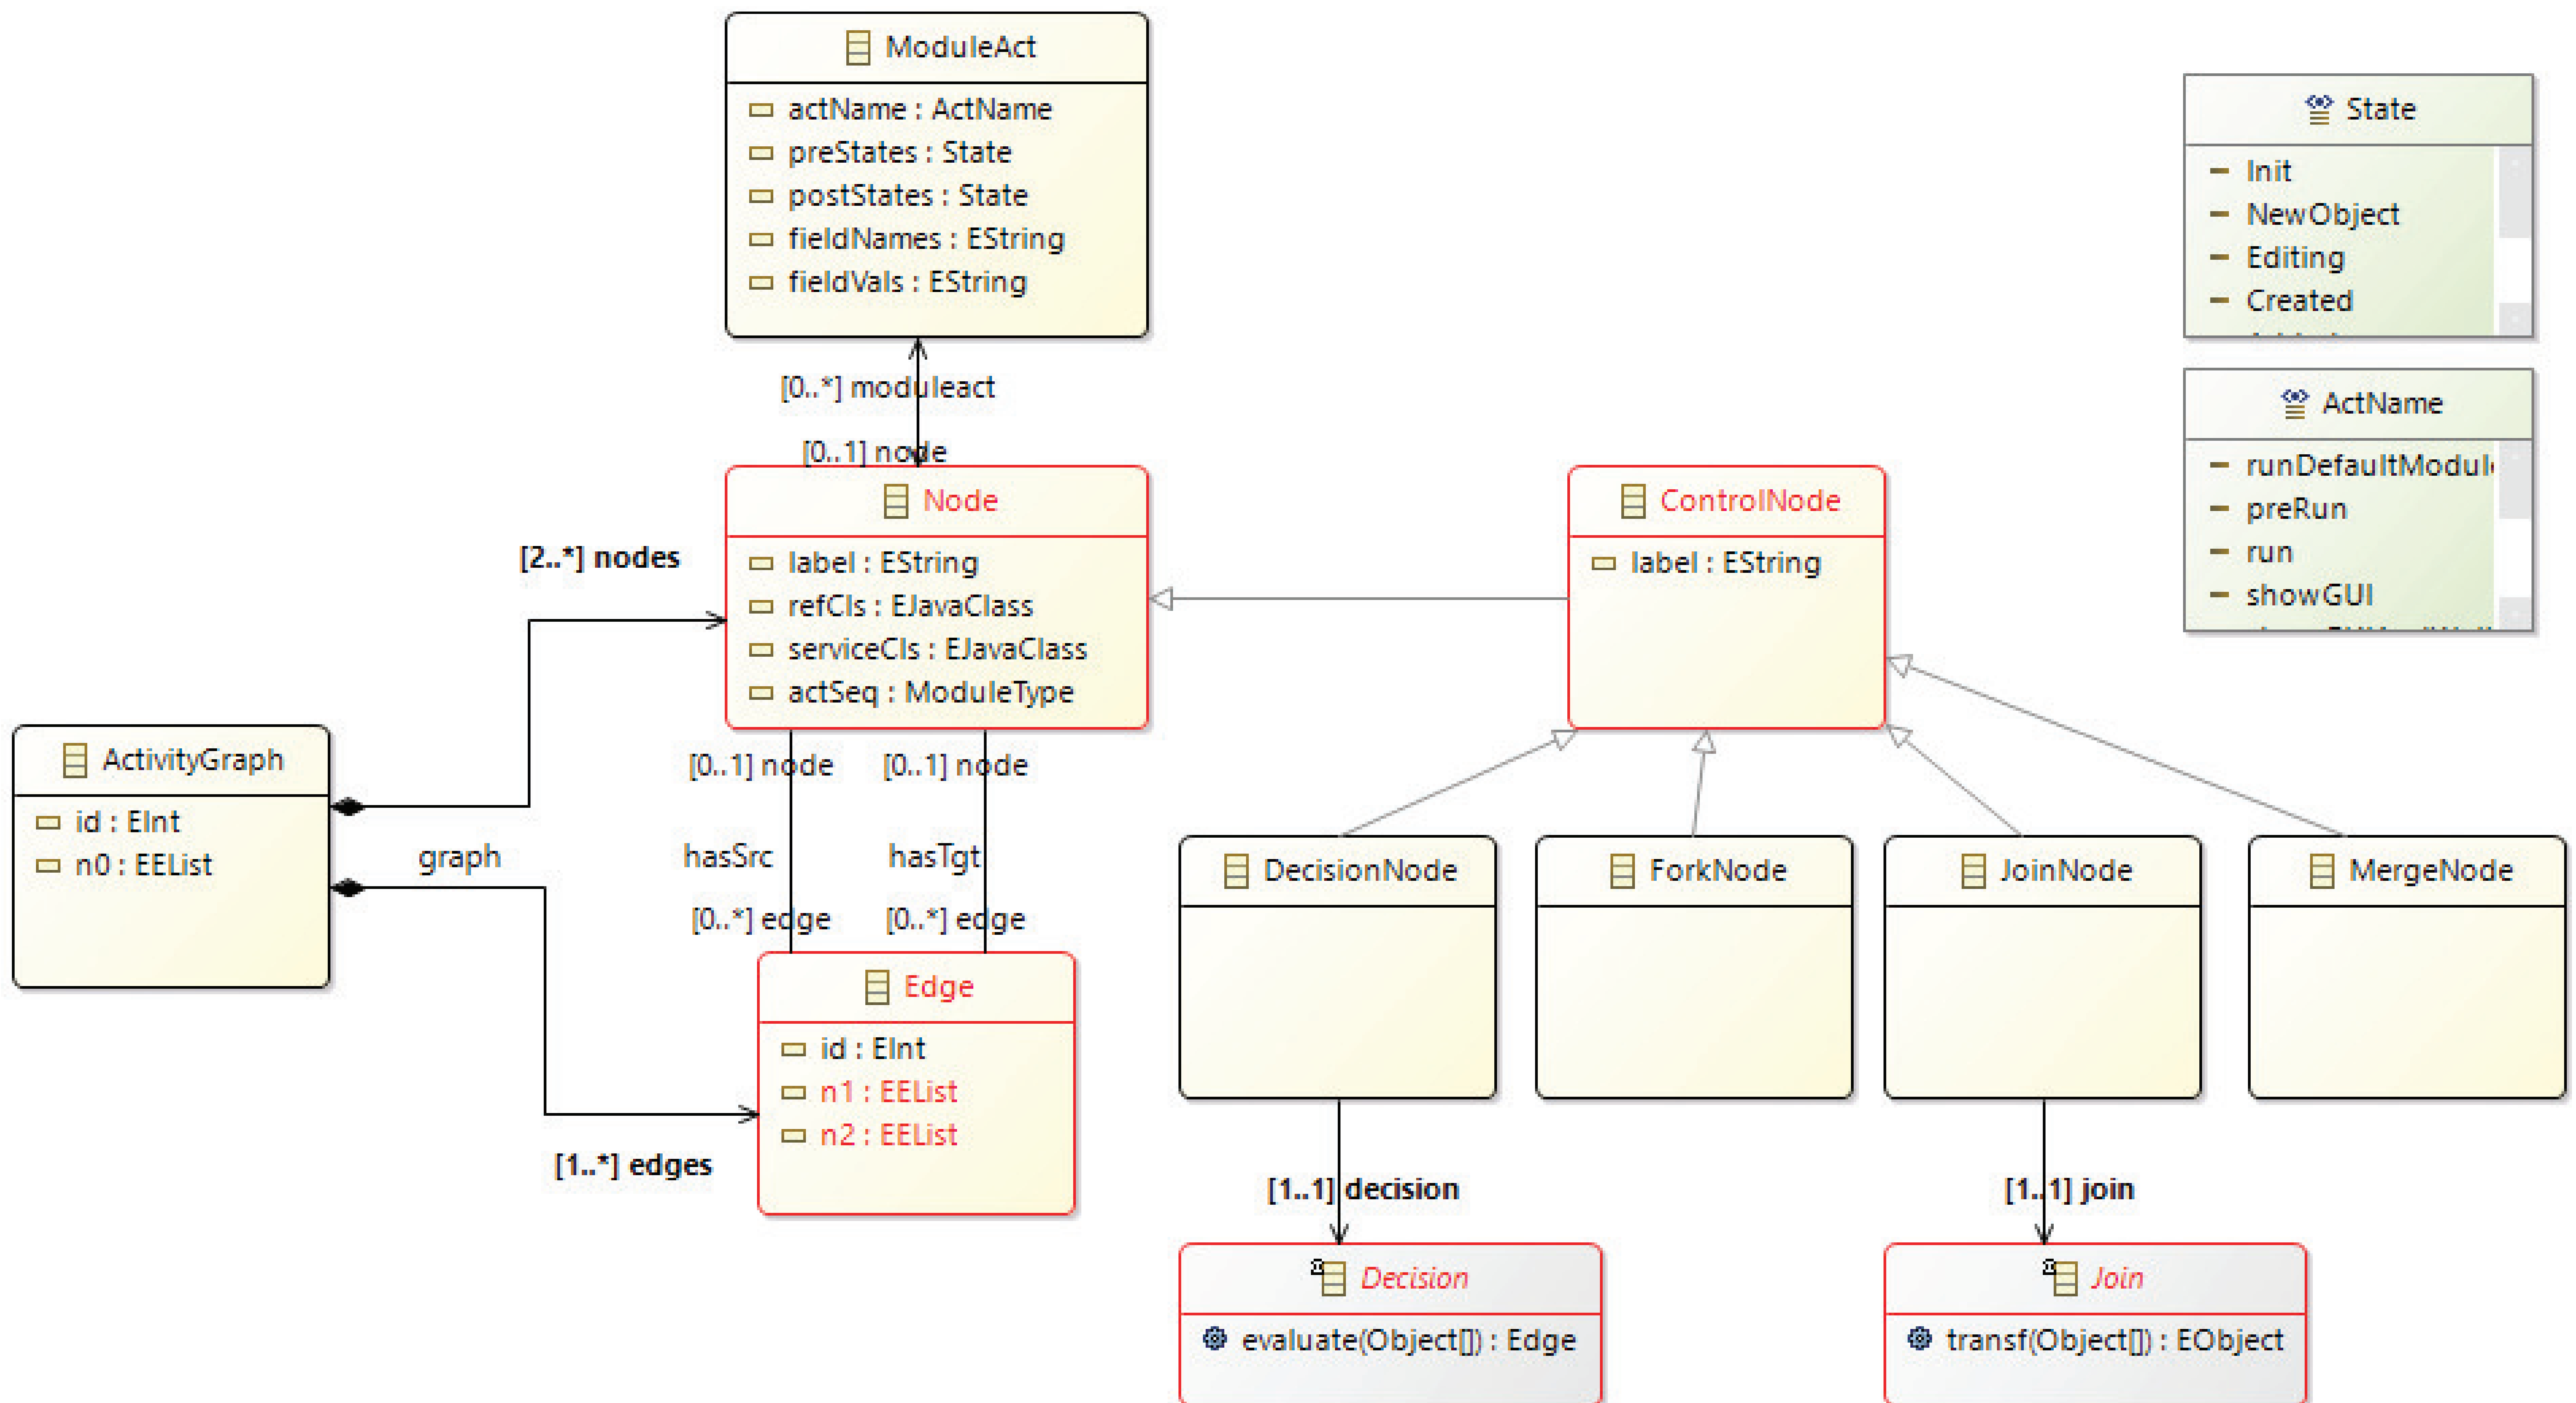 ModuleAct
actName : ActName
preStates : State
postStates : State
fieldNames : EString
fieldVals : EString
[0..*] moduleact
[0..1] node
Node
label : EString
refCls : EJavaClass
serviceCls : EJavaClass
actSeq : ModuleType
[2..*] nodes
ControlNode
label : EString
State
Init
NewObject
Editing
Created
ActName
preRun
run
showGUI
ActivityGraph
id : EInt
n0 : EEList
graph
[0..1] node
[0..1] node
hasSrc
hasTgt
[0..*] edge
[0..*] edge
Edge
id : EInt
n1 : EEList
n2 : EEList
[1..*] edges
DecisionNode
ForkNode
JoinNode
MergeNode
[1..1] decision
[1..1] join
Decision
evaluate(Object[]) : Edge
Join
transf(Object[]) : EObject